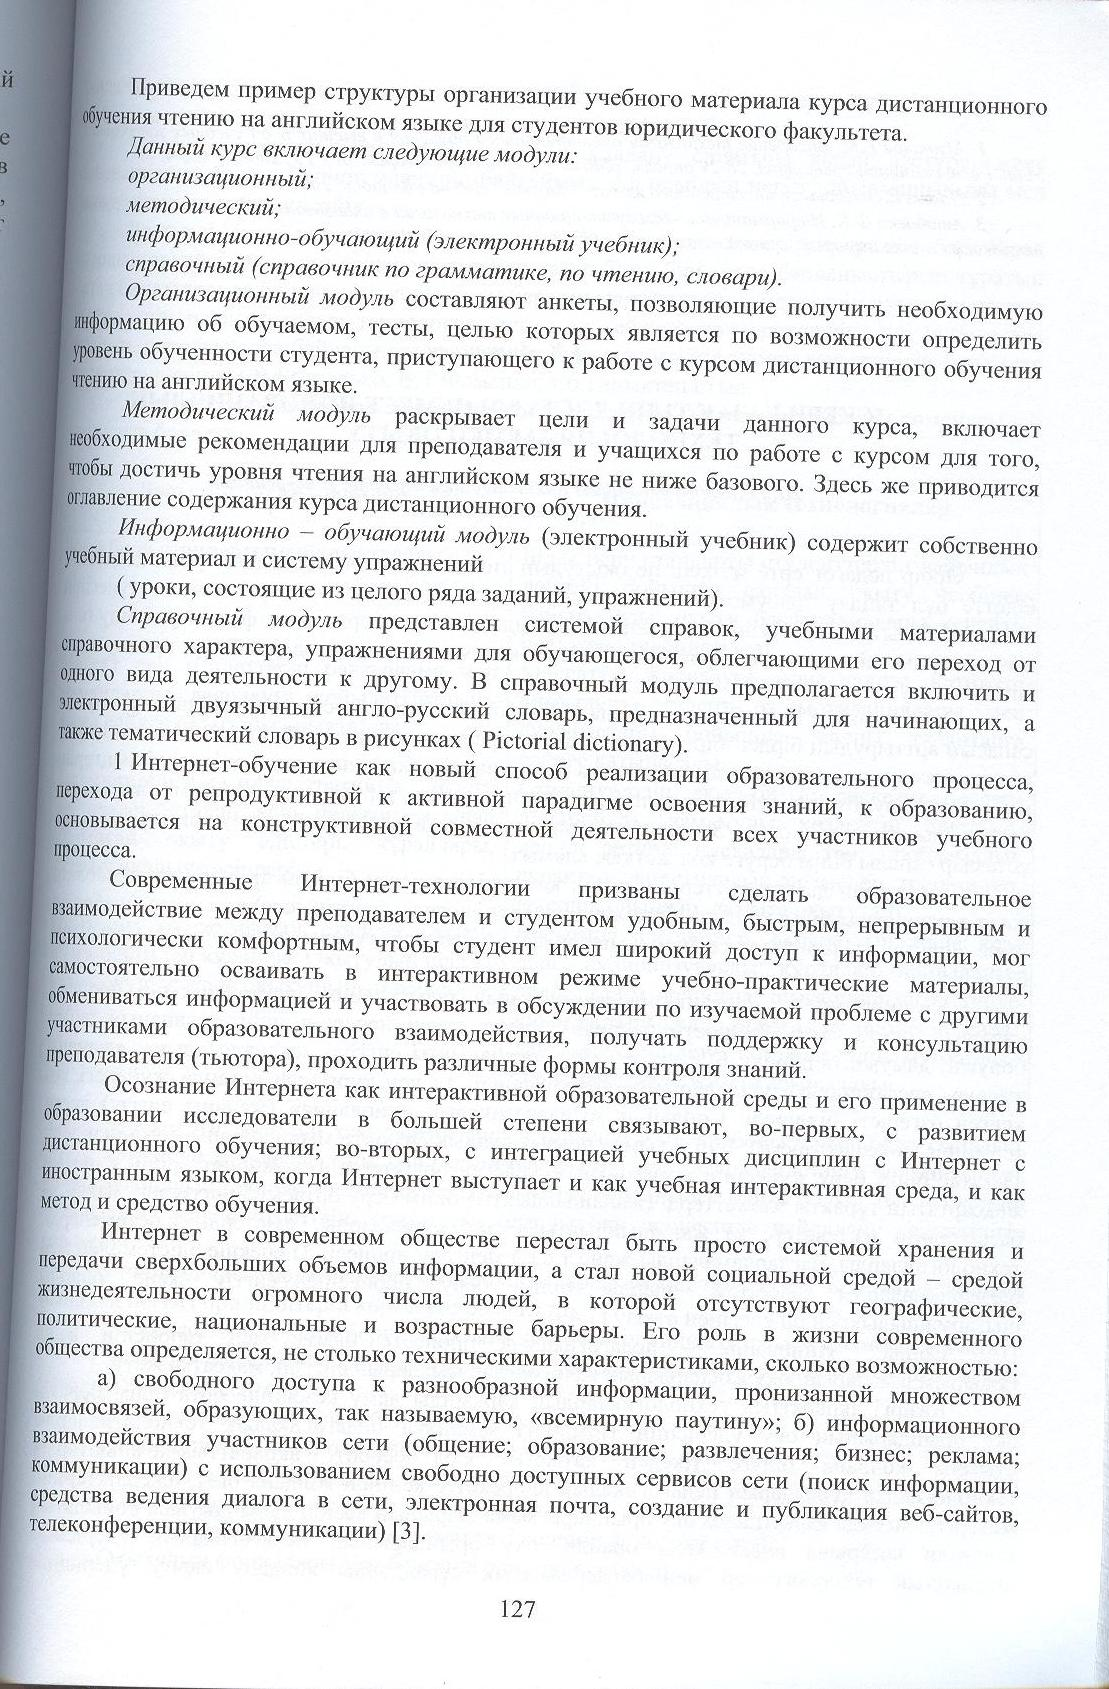 Приведем пример структуры организации учебного материала курса дистанционного
обучения чтению на английском языке для студентов юридического факультета.
Данный курс включает следующие модули:
организационный;
методический;
информационно-обучающий (электронный учебник);
справочный (справочник по грамматике, по чтению, словари).
Организационный модуль составляют анкеты, позволяющие получить необходимую
информацию об обучаемом, тесты, целью которых является по возможности определить
уровень обученности студента, приступающего к работе с курсом дистанционного обучения
чтению на английском языке.
Методический модуль раскрывает цели и задачи данного курса, включает
необходимые рекомендации для преподавателя и учащихся по работе с курсом для того,
чтобы достичь уровня чтения на английском языке не ниже базового. Здесь же приводится
оглавление содержания курса дистанционного обучения.
Информационно – обучающий модуль (электронный учебник) содержит собственно
учебный материал и систему упражнений
( уроки, состоящие из целого ряда заданий, упражнений).
Справочный модуль представлен системой справок, учебными материалами
справочного характера, упражнениями для обучающегося, облегчающими его переход от
одного вида деятельности к другому. В справочный модуль предполагается включить и
электронный двуязычный англо-русский словарь, предназначенный для начинающих, а
также тематический словарь в рисунках ( Pictorial dictionary).
1 Интернет-обучение как новый способ реализации образовательного процесса,
перехода от репродуктивной к активной парадигме освоения знаний, к образованию,
основывается на конструктивной совместной деятельности всех участников учебного
процесса.
Современные Интернет-технологии призваны сделать образовательное
взаимодействие между преподавателем и студентом удобным, быстрым, непрерывным и
психологически комфортным, чтобы студент имел широкий доступ к информации, мог
самостоятельно осваивать в интерактивном режиме учебно-практические материалы,
обмениваться информацией и участвовать в обсуждении по изучаемой проблеме с другими
участниками образовательного взаимодействия, получать поддержку и консультацию
преподавателя (тьютора), проходить различные формы контроля знаний.
Осознание Интернета как интерактивной образовательной среды и его применение в
образовании исследователи в большей степени связывают, во-первых, с развитием
дистанционного обучения; во-вторых, с интеграцией учебных дисциплин с Интернет с
иностранным языком, когда Интернет выступает и как учебная интерактивная среда, и как
метод и средство обучения.
Интернет в современном обществе перестал быть просто системой хранения и
передачи сверхбольших объемов информации, а стал новой социальной средой – средой
жизнедеятельности огромного числа людей, в которой отсутствуют географические,
политические, национальные и возрастные барьеры. Его роль в жизни современного
общества определяется, не столько техническими характеристиками, сколько возможностью:
а) свободного доступа к разнообразной информации, пронизанной множеством
взаимосвязей, образующих, так называемую, «всемирную паутину»; б) информационного
взаимодействия участников сети (общение; образование; развлечения; бизнес; реклама;
коммуникации) с использованием свободно доступных сервисов сети (поиск информации,
средства ведения диалога в сети, электронная почта, создание и публикация веб-сайтов,
телеконференции, коммуникации) [3].
127